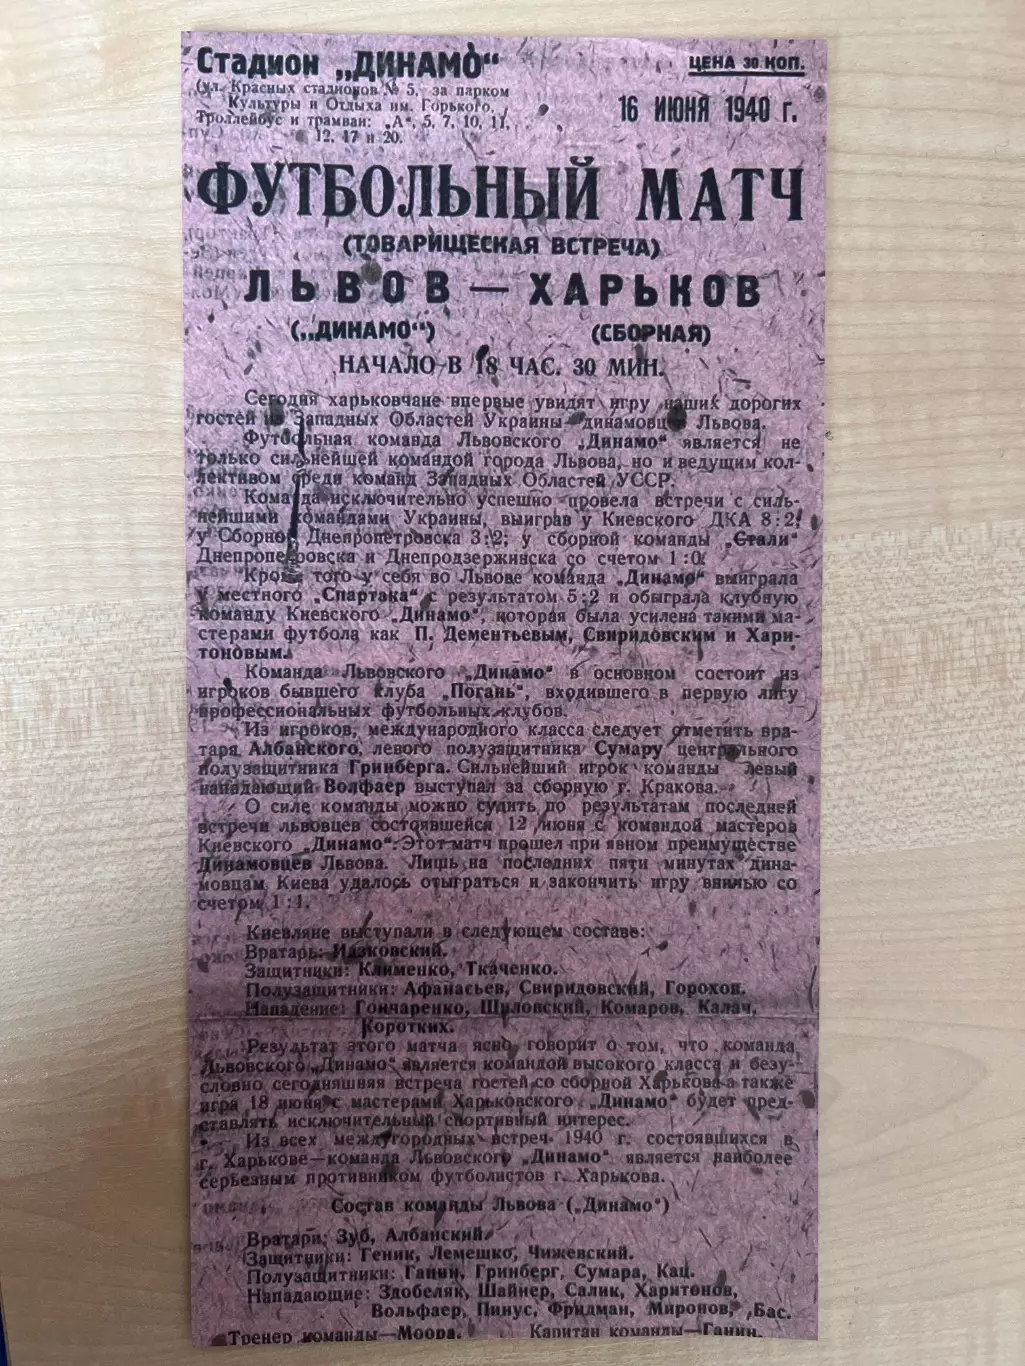 Стадион „ДИНАМО“
(ул. Красных стадионов № 5, за парком
Культуры и Отдыха им. Горького,
Троллейбус и трамваи: „А“, 5, 7, 10, 11,
12, 17 и 20.
ЦЕНА 30 КОП.
16 ИЮНЯ 1940 г.
ФУТБОЛЬНЫЙ МАТЧ
(ТОВАРИЩЕСКАЯ ВСТРЕЧА)
ЛЬВОВ — ХАРЬКОВ
(„ДИНАМО“) (СБОРНАЯ)
НАЧАЛО В 18 ЧАС. 30 МИН.
Сегодня харьковчане впервые увидят игру наших дорогих
гостей из Западных Областей Украины—динамовцев Львова.
Футбольная команда Львовского „Динамо“ является не
только сильнейшей командой города Львова, но и ведущим кол-
лективом среди команд Западных Областей УССР.
Команда исключительно успешно провела встречи с силь-
нейшими командами Украины, выиграв у Киевского ДКА 8:2,
у Сборной Днепропетровска 3:2; у сборной команды „Стали“
Днепропетровска и Днепродзержинска со счетом 1:0.
Кроме того у себя во Львове команда „Динамо“ выиграла
у местного „Спартака“ с результатом 5:2 и обыграла клубную
команду Киевского „Динамо“, которая была усилена такими ма-
стерами футбола как П. Дементьевым, Свиридовским и Хари-
тоновым.
Команда Львовского „Динамо“ в основном состоит из
игроков бывшего клуба „Погань“, входившего в первую лигу
профессиональных футбольных клубов.
Из игроков, международного класса следует отметить вра-
таря Албанского, левого полузащитника Сумару центрального
полузащитника Гринберга. Сильнейший игрок команды левый
нападающий Волфаер выступал за сборную г. Кракова.
О силе команды можно судить по результатам последней
встречи львовцев состоявшейся 12 июня с командой мастеров
Киевского „Динамо“. Этот матч прошел при явном преимуществе
Динамовцев Львова. Лишь на последних пяти минутах дина-
мовцам Киева удалось отыграться и закончить игру вничью со
счетом 1:1.
Киевляне выступали в следующем составе:
Вратарь: Идзковский.
Защитники: Клименко, Ткаченко.
Полузащитники: Афанасьев, Свиридовский, Горохов.
Нападение: Гончаренко, Шиловский, Комаров, Калач,
Коротких.
Результат этого матча ясно говорит о том, что команда
Львовского „Динамо“ является командой высокого класса и безу-
словно сегодняшняя встреча гостей со сборной Харькова а также
игра 18 июня с мастерами Харьковского „Динамо“ будет пред-
ставлять исключительный спортивный интерес.
Из всех междугородных встреч 1940 г. состоявшихся в
г. Харькове—команда Львовского „Динамо“ является наиболее
серьезным противником футболистов г. Харькова.
Состав команды Львова („Динамо“)
Вратари: Зуб, Албанский.
Защитники: Геник, Лемешко, Чижевский.
Полузащитники: Ганин, Гринберг, Сумара, Кац.
Нападающие: Здобеляк, Шайнер, Салик, Харитонов,
Вольфаер, Пинус, Фридман, Миронов, Бас.
Тренер команды—Моора. Капитан команды—Ганин.